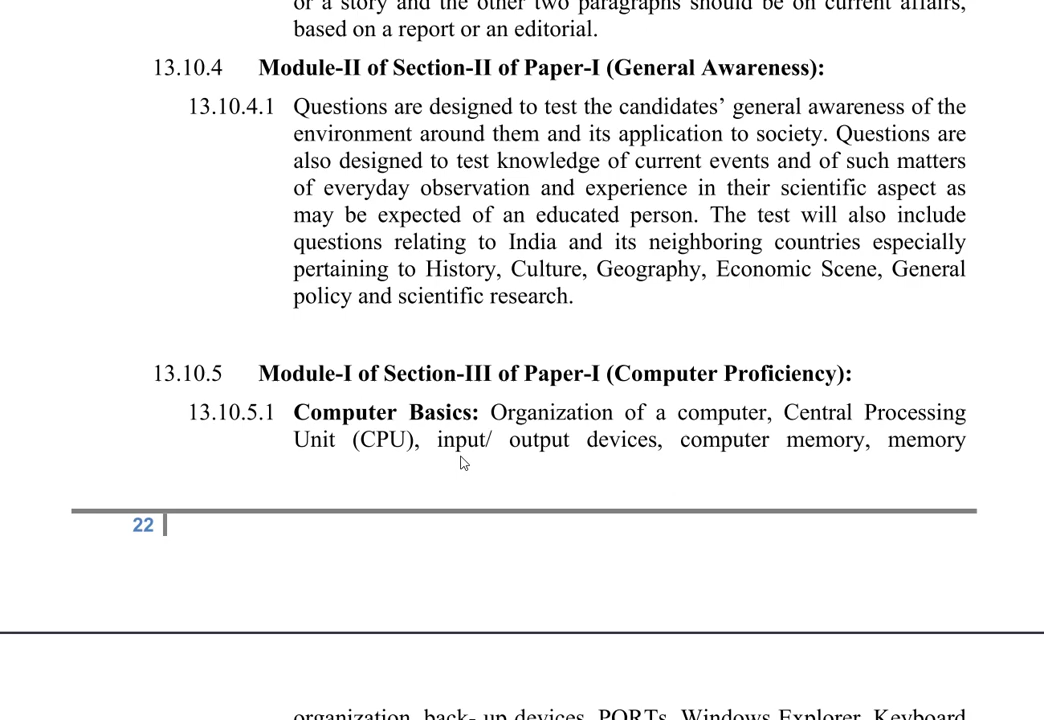 or a story and the other two paragraphs should be on current affairs,
based on a report or an editorial.
13.10.4 Module-II of Section-II of Paper-I (General Awareness):
13.10.4.1 Questions are designed to test the candidates’ general awareness of the
environment around them and its application to society. Questions are
also designed to test knowledge of current events and of such matters
of everyday observation and experience in their scientific aspect as
may be expected of an educated person. The test will also include
questions relating to India and its neighboring countries especially
pertaining to History, Culture, Geography, Economic Scene, General
policy and scientific research.
13.10.5 Module-I of Section-III of Paper-I (Computer Proficiency):
13.10.5.1 Computer Basics: Organization of a computer, Central Processing
Unit (CPU), input/ output devices, computer memory, memory
22
organization, back- up devices, PORTs, Windows Explorer, Keyboard